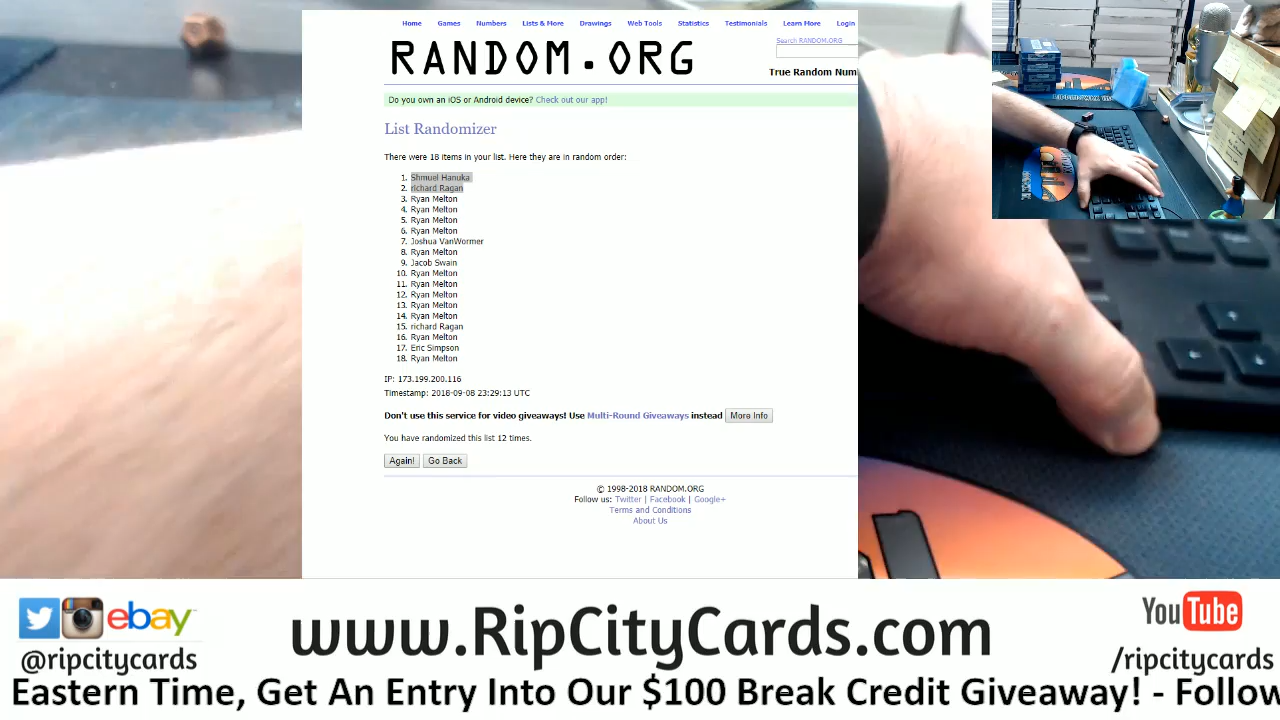 Home Games Numbers Lists & More Drawings Web Tools Statistics Testimonials Learn More Login
RANDOM.ORG
Search RANDOM.ORG
True Random Num
Do you own an iOS or Android device? Check out our app!
List Randomizer
There were 18 items in your list. Here they are in random order:
1. Shmuel Hanuka
2. richard Ragan
3. Ryan Melton
4. Ryan Melton
5. Ryan Melton
6. Ryan Melton
7. Joshua VanWormer
8. Ryan Melton
9. Jacob Swain
10. Ryan Melton
11. Ryan Melton
12. Ryan Melton
13. Ryan Melton
14. Ryan Melton
15. richard Ragan
16. Ryan Melton
17. Eric Simpson
18. Ryan Melton
IP: 173.199.200.116
Timestamp: 2018-09-08 23:29:13 UTC
Don't use this service for video giveaways! Use Multi-Round Giveaways instead More Info
You have randomized this list 12 times.
Again! Go Back
© 1998-2018 RANDOM.ORG
Follow us: Twitter | Facebook | Google+
Terms and Conditions
About Us
ebay
@ripcitycards
www.RipCityCards.com
YouTube
/ripcitycards
Eastern Time, Get An Entry Into Our $100 Break Credit Giveaway! - Follow